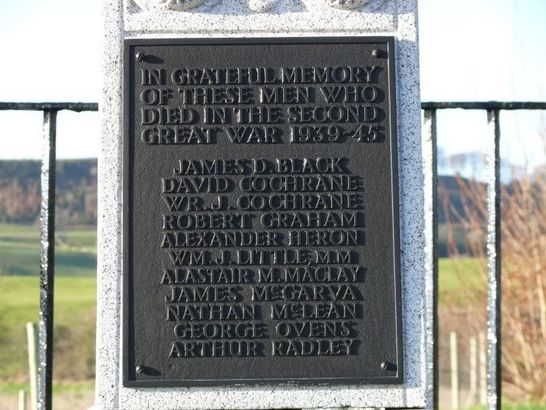 IN GRATEFUL MEMORY
OF THESE MEN WHO
DIED IN THE SECOND
GREAT WAR 1939-45
JAMES D. BLACK
DAVID COCHRANE
WR. J. COCHRANE
ROBERT GRAHAM
ALEXANDER HERON
WM. J. LITTLE, M.M
ALASTAIR M. MACLAY
JAMES McGARVA
NATHAN McLEAN
GEORGE OVENS
ARTHUR RADLEY